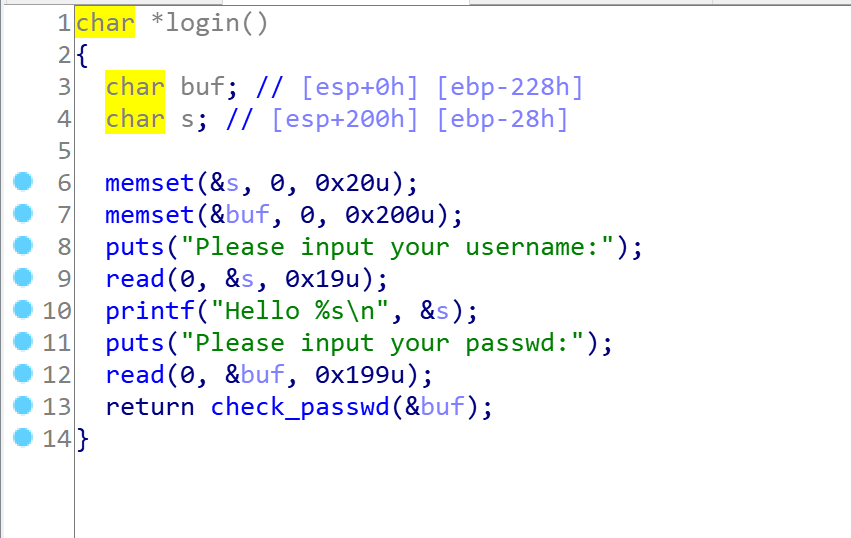 1 char *login()
2 {
3   char buf; // [esp+0h] [ebp-228h]
4   char s; // [esp+200h] [ebp-28h]
5
6   memset(&s, 0, 0x20u);
7   memset(&buf, 0, 0x200u);
8   puts("Please input your username:");
9   read(0, &s, 0x19u);
10   printf("Hello %s\n", &s);
11   puts("Please input your passwd:");
12   read(0, &buf, 0x199u);
13   return check_passwd(&buf);
14 }